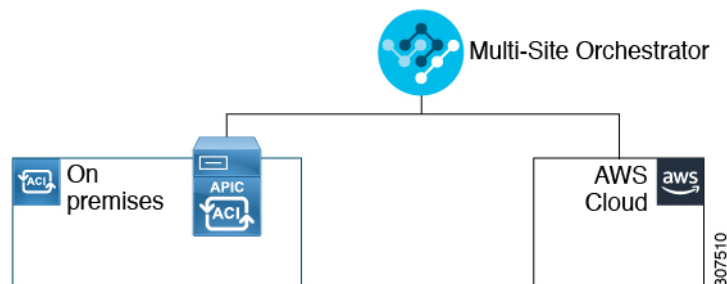 Multi-Site Orchestrator
ACI
On
premises
APIC
ACI
AWS
Cloud
aws
307510